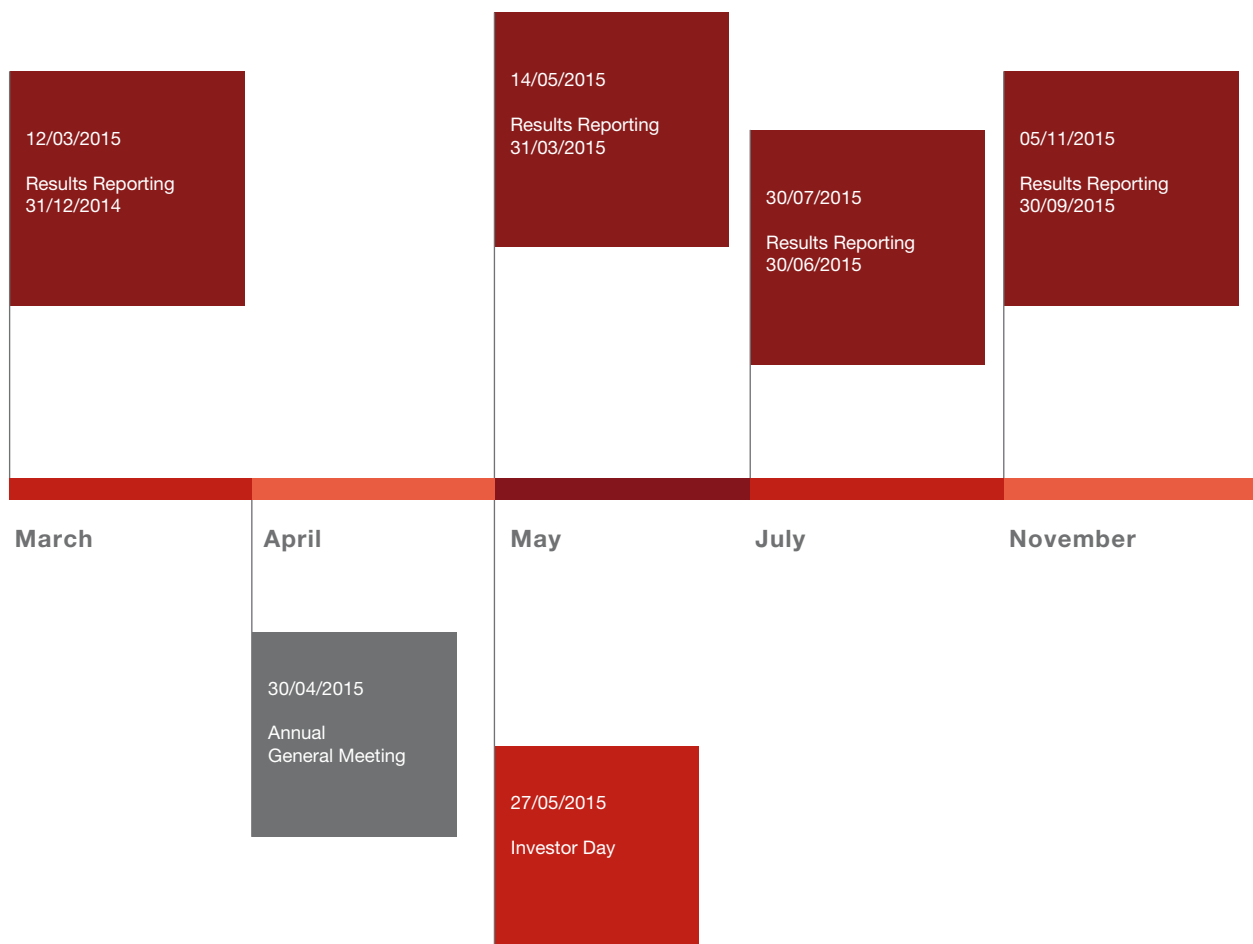 12/03/2015
Results Reporting
31/12/2014
14/05/2015
Results Reporting
31/03/2015
30/07/2015
Results Reporting
30/06/2015
05/11/2015
Results Reporting
30/09/2015
March
April
May
July
November
30/04/2015
Annual
General Meeting
27/05/2015
Investor Day